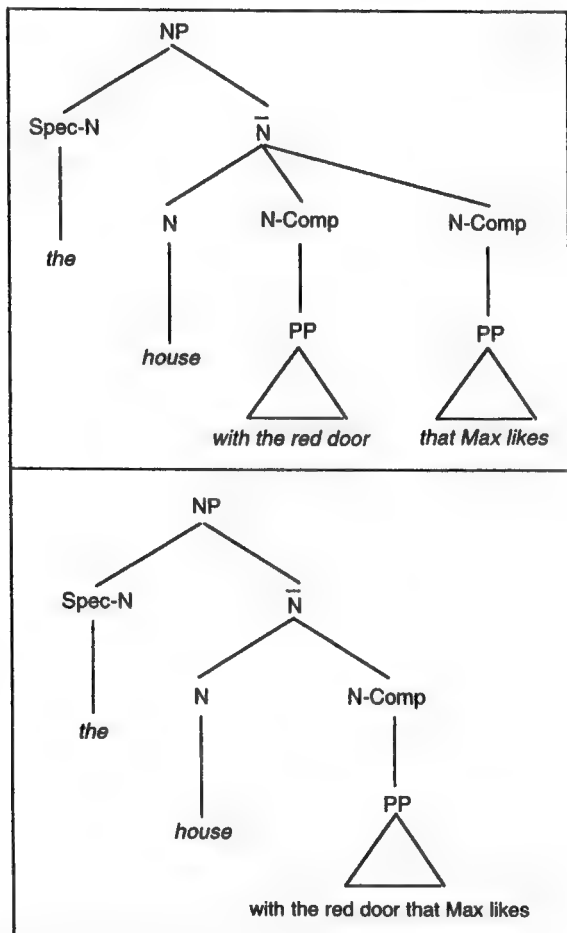 NP
Spec-N N̄
N N-Comp N-Comp
the
PP PP
house
with the red door that Max likes
NP
Spec-N N̄
N N-Comp
the
PP
house
with the red door that Max likes